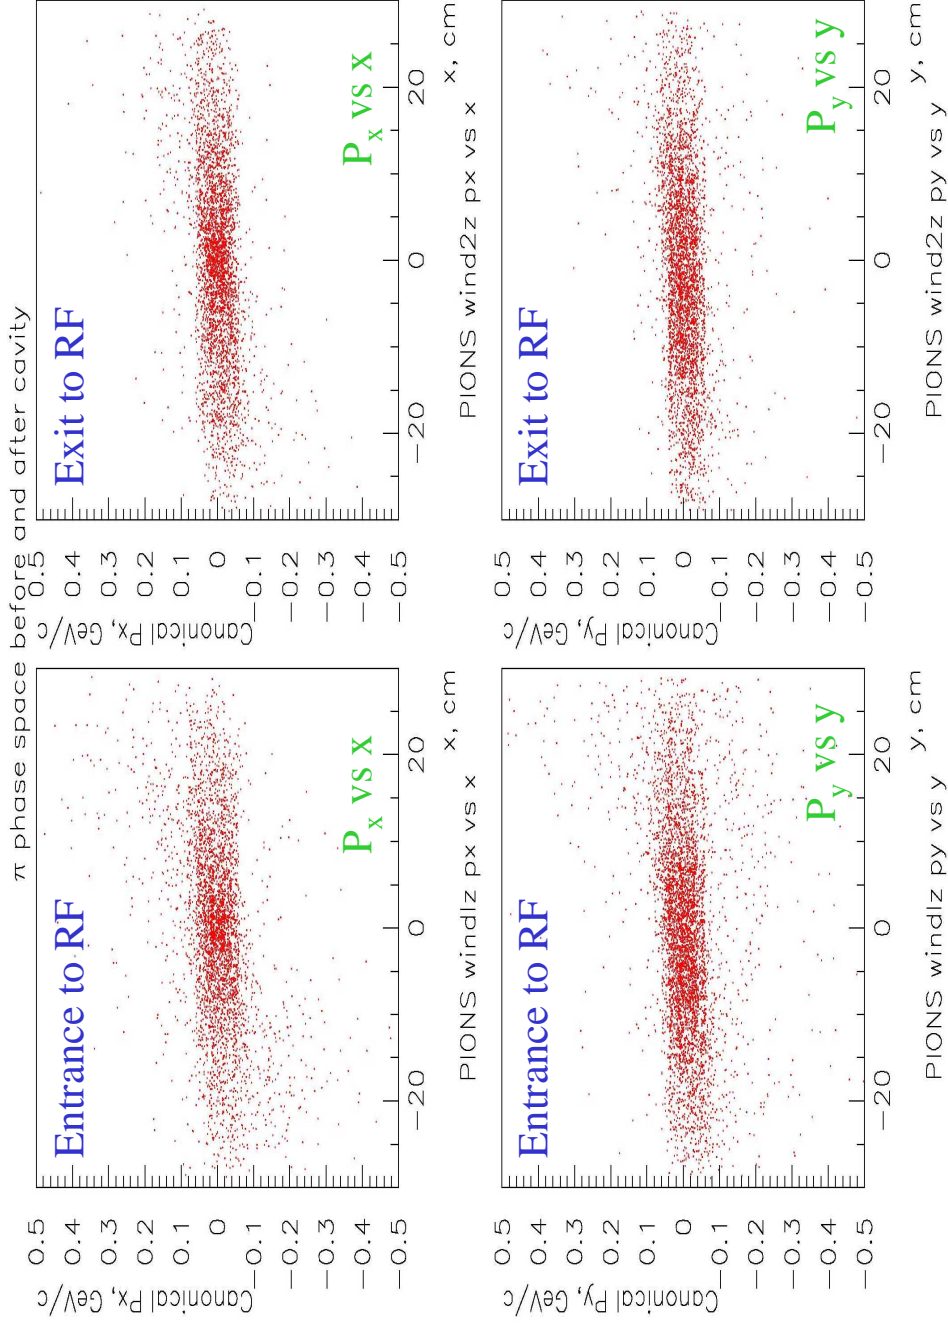 π phase space before and after cavity
Canonical Px, GeV/c
0.5
0.4
0.3
0.2
0.1
0
−0.1
−0.2
−0.3
−0.4
−0.5
Entrance to RF
Px vs x
−20
0
20
x, cm
PIONS windlz px vs x
Canonical Px, GeV/c
0.5
0.4
0.3
0.2
0.1
0
−0.1
−0.2
−0.3
−0.4
−0.5
Exit to RF
Px vs x
−20
0
20
x, cm
PIONS wind2z px vs x
Canonical Py, GeV/c
0.5
0.4
0.3
0.2
0.1
0
−0.1
−0.2
−0.3
−0.4
−0.5
Entrance to RF
Py vs y
−20
0
20
y, cm
PIONS windlz py vs y
Canonical Py, GeV/c
0.5
0.4
0.3
0.2
0.1
0
−0.1
−0.2
−0.3
−0.4
−0.5
Exit to RF
Py vs y
−20
0
20
y, cm
PIONS wind2z py vs y